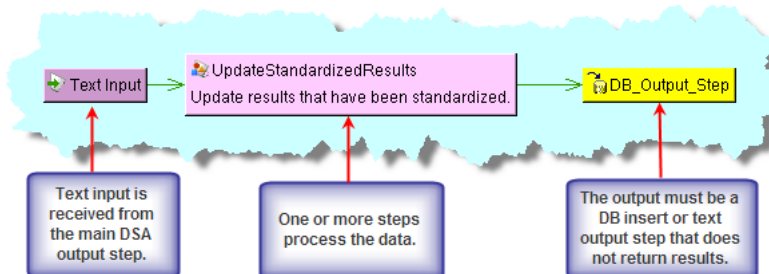 Text Input
UpdateStandardizedResults
Update results that have been standardized.
DB_Output_Step
Text input is
received from
the main DSA
output step.
One or more steps
process the data.
The output must be a
DB insert or text
output step that does
not return results.